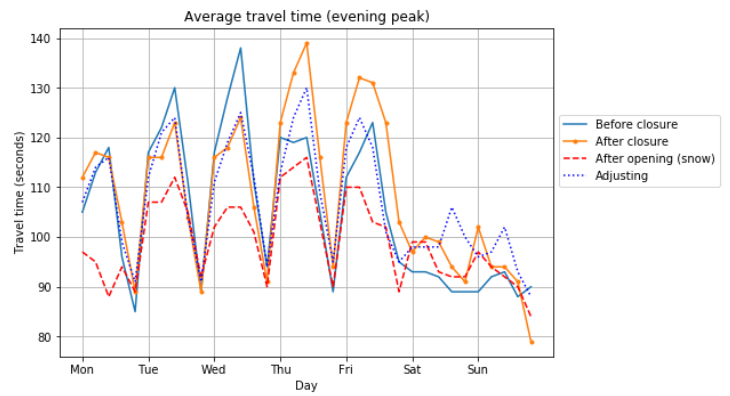 Average travel time (evening peak)
140
130
120
110
100
90
80
Travel time (seconds)
Mon Tue Wed Thu Fri Sat Sun
Day
Before closure
After closure
After opening (snow)
Adjusting